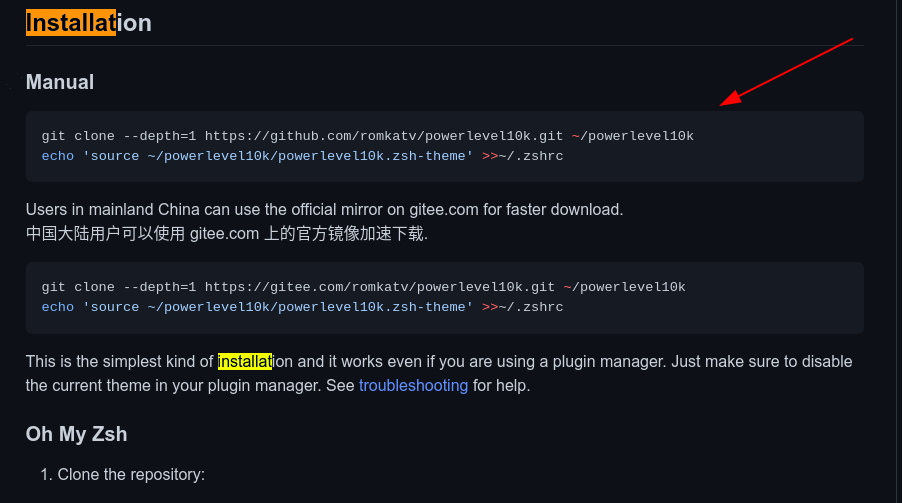 Installation
Manual
git clone --depth=1 https://github.com/romkatv/powerlevel10k.git ~/powerlevel10k
echo 'source ~/powerlevel10k/powerlevel10k.zsh-theme' >>~/.zshrc
Users in mainland China can use the official mirror on gitee.com for faster download.
中国大陆用户可以使用 gitee.com 上的官方镜像加速下载.
git clone --depth=1 https://gitee.com/romkatv/powerlevel10k.git ~/powerlevel10k
echo 'source ~/powerlevel10k/powerlevel10k.zsh-theme' >>~/.zshrc
This is the simplest kind of installation and it works even if you are using a plugin manager. Just make sure to disable
the current theme in your plugin manager. See troubleshooting for help.
Oh My Zsh
1. Clone the repository: